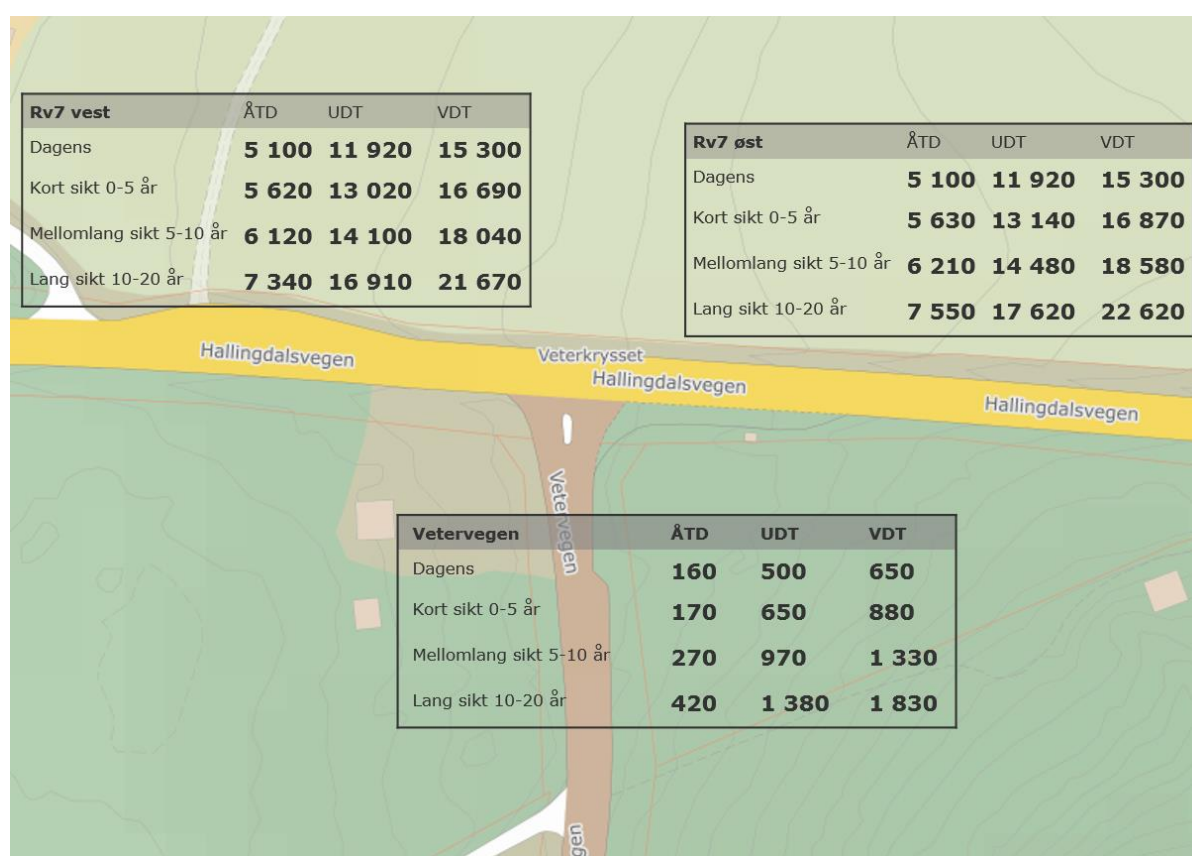 Rv7 vest ÅTD UDT VDT
Dagens 5 100 11 920 15 300
Kort sikt 0-5 år 5 620 13 020 16 690
Mellomlang sikt 5-10 år 6 120 14 100 18 040
Lang sikt 10-20 år 7 340 16 910 21 670
Rv7 øst ÅTD UDT VDT
Dagens 5 100 11 920 15 300
Kort sikt 0-5 år 5 630 13 140 16 870
Mellomlang sikt 5-10 år 6 210 14 480 18 580
Lang sikt 10-20 år 7 550 17 620 22 620
Hallingdalsvegen
Veterkrysset
Hallingdalsvegen
Hallingdalsvegen
Vetervegen
Vetervegen ÅTD UDT VDT
Dagens 160 500 650
Kort sikt 0-5 år 170 650 880
Mellomlang sikt 5-10 år 270 970 1 330
Lang sikt 10-20 år 420 1 380 1 830